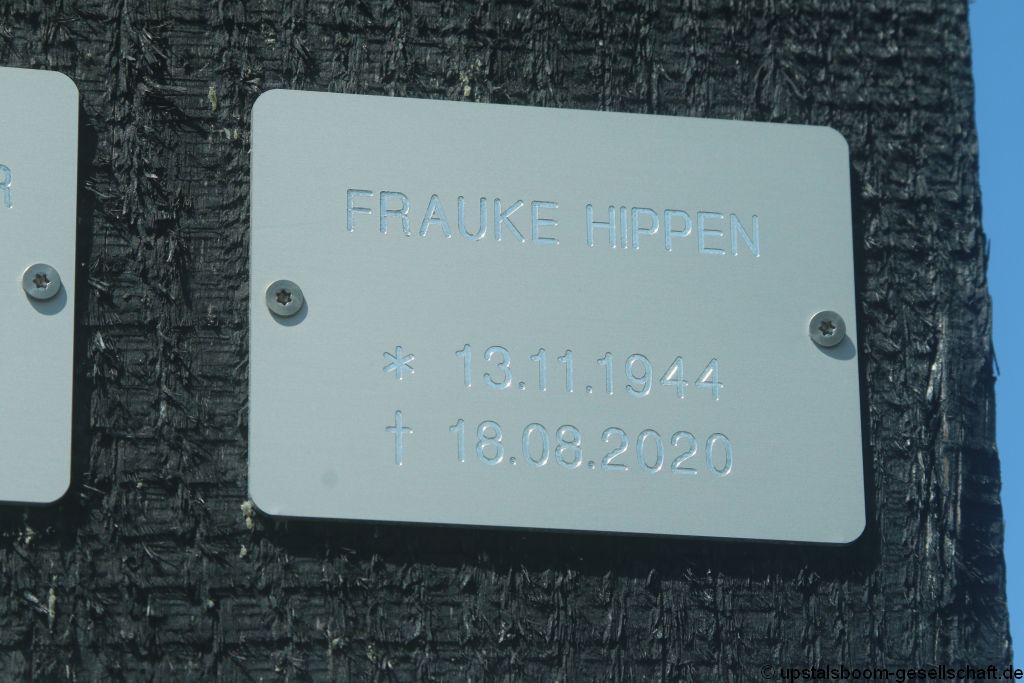 R
FRAUKE HIPPEN
* 13.11.1944
† 18.08.2020
© upstalsboom-gesellschaft.de